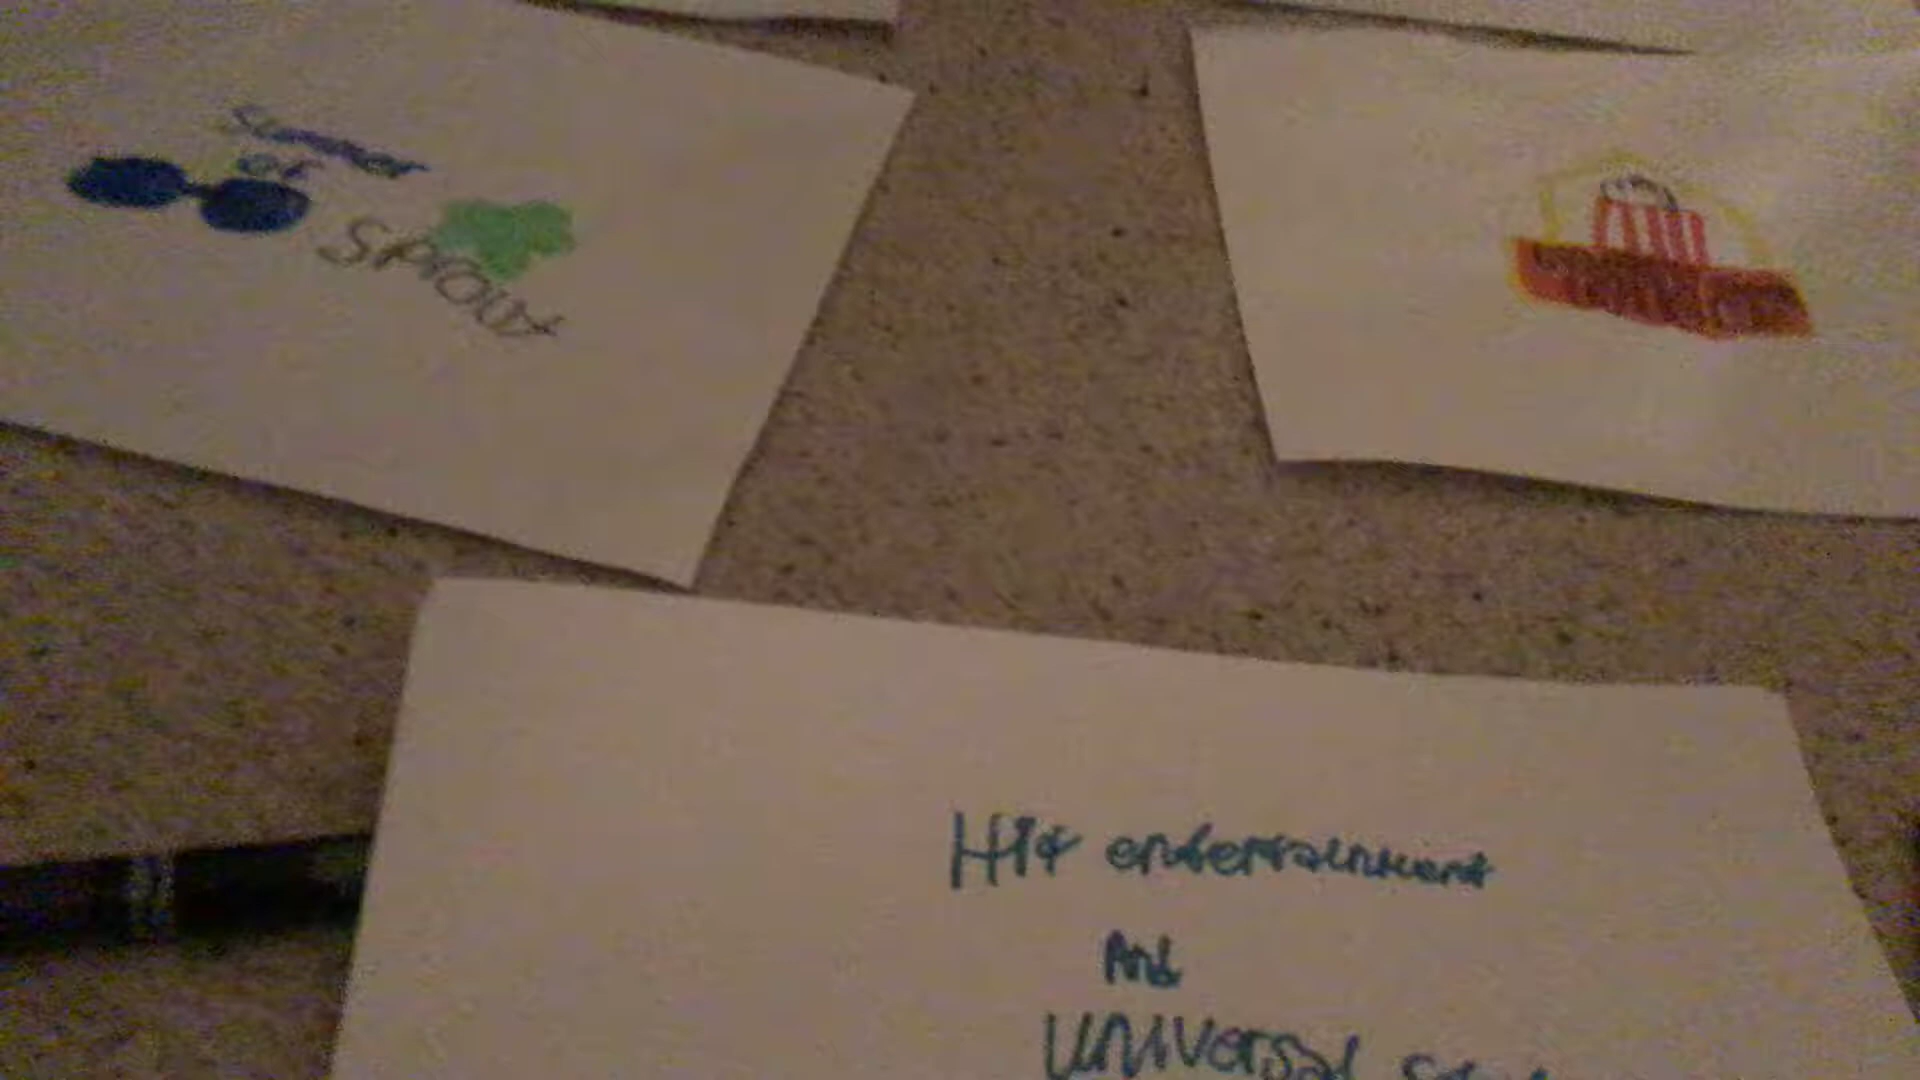 Summer
of
Sprout
Hit entertainment
And
Universal